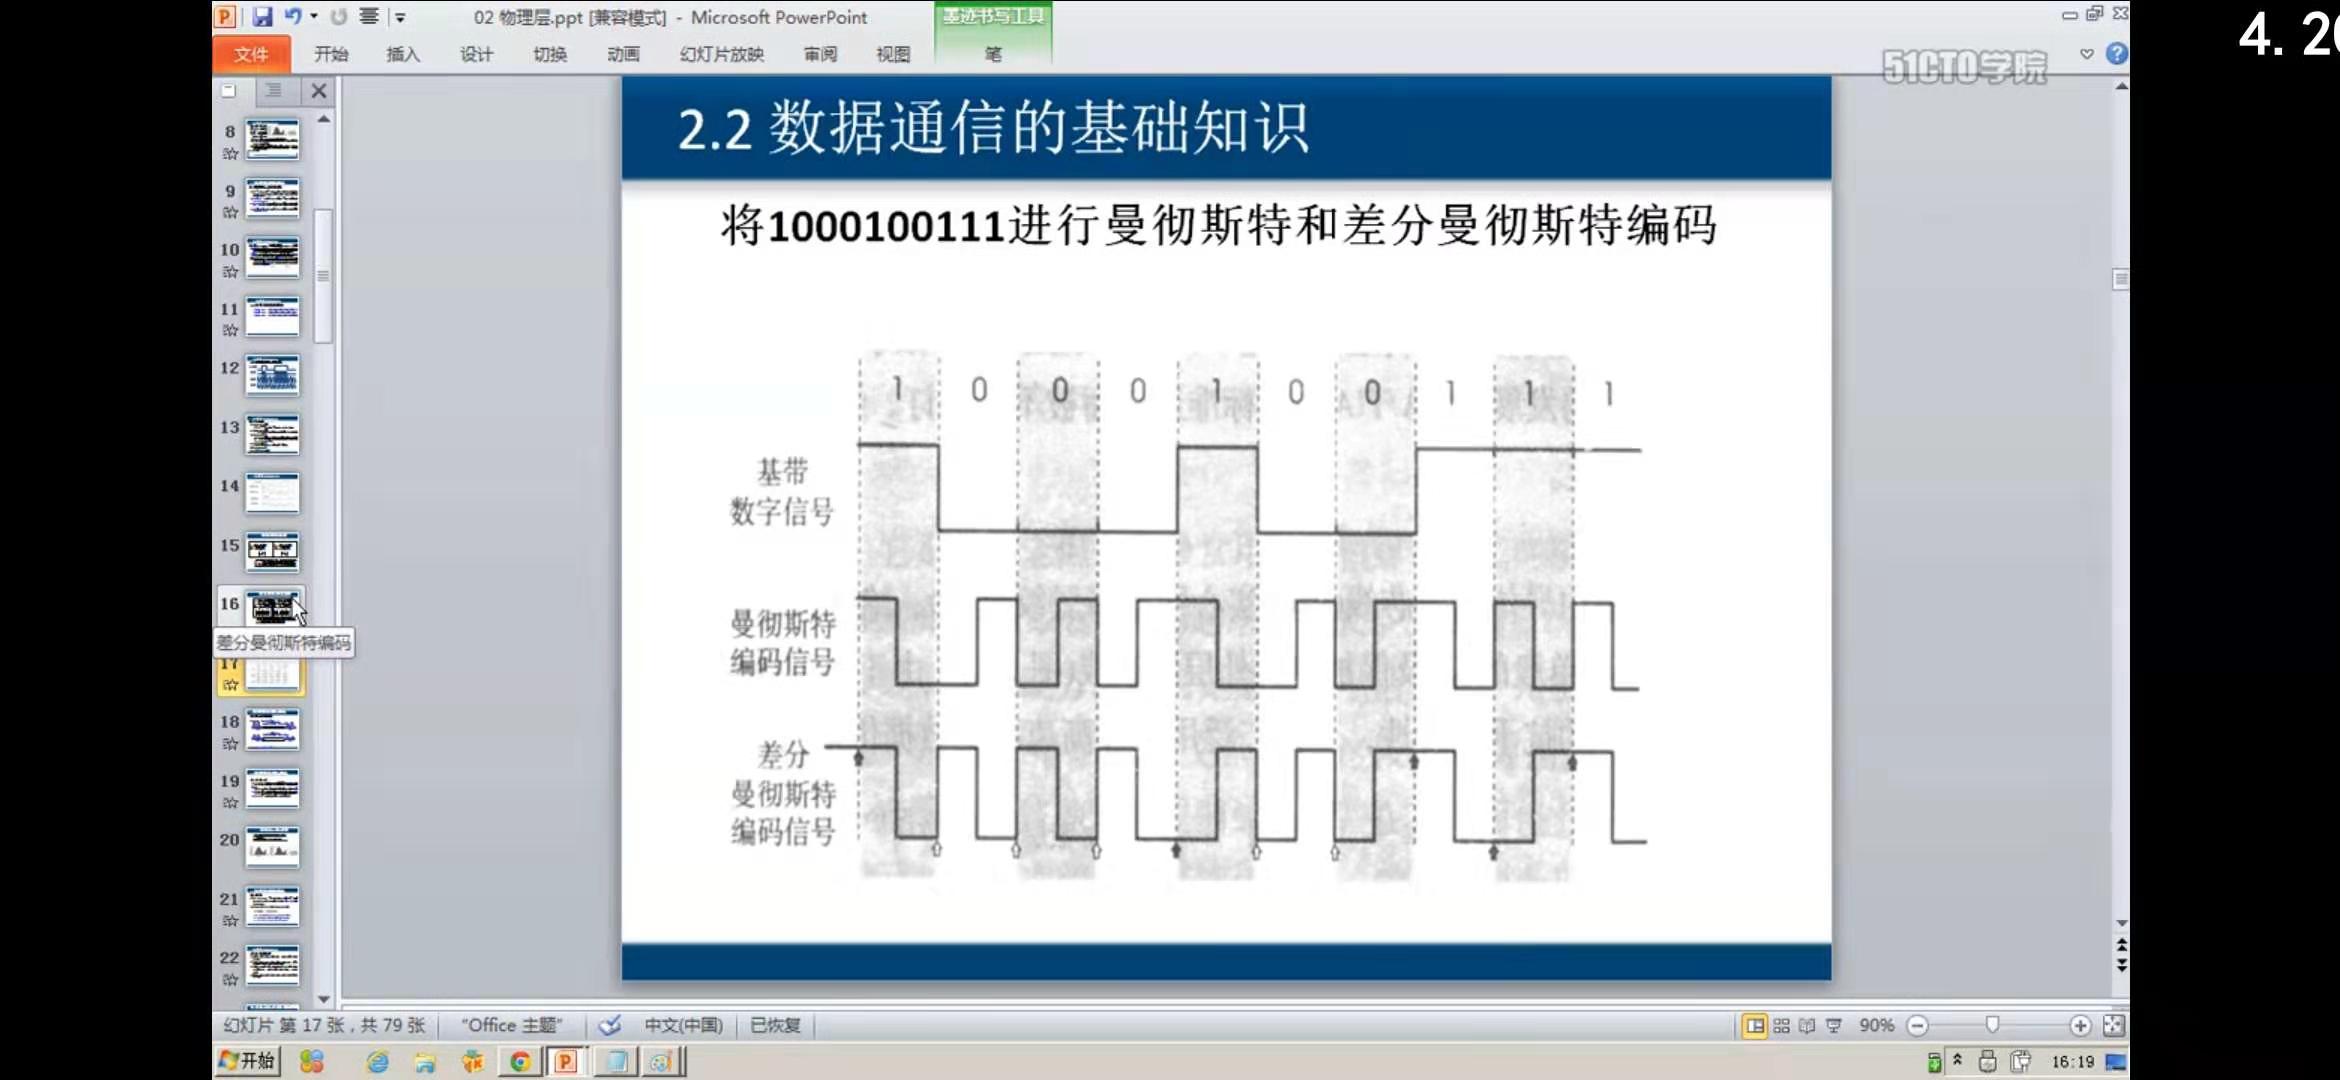 02 物理层.ppt [兼容模式] - Microsoft PowerPoint
墨迹书写工具
4.20
文件 开始 插入 设计 切换 动画 幻灯片放映 审阅 视图 笔
51CTO学院
2.2 数据通信的基础知识
将1000100111进行曼彻斯特和差分曼彻斯特编码
1 0 0 0 1 0 0 1 1 1
基带
数字信号
曼彻斯特
编码信号
差分
曼彻斯特
编码信号
8
9
10
11
12
13
14
15
16
差分曼彻斯特编码
17
18
19
20
21
22
幻灯片 第 17 张，共 79 张 "Office 主题" 中文(中国) 已恢复 90%
开始 16:19